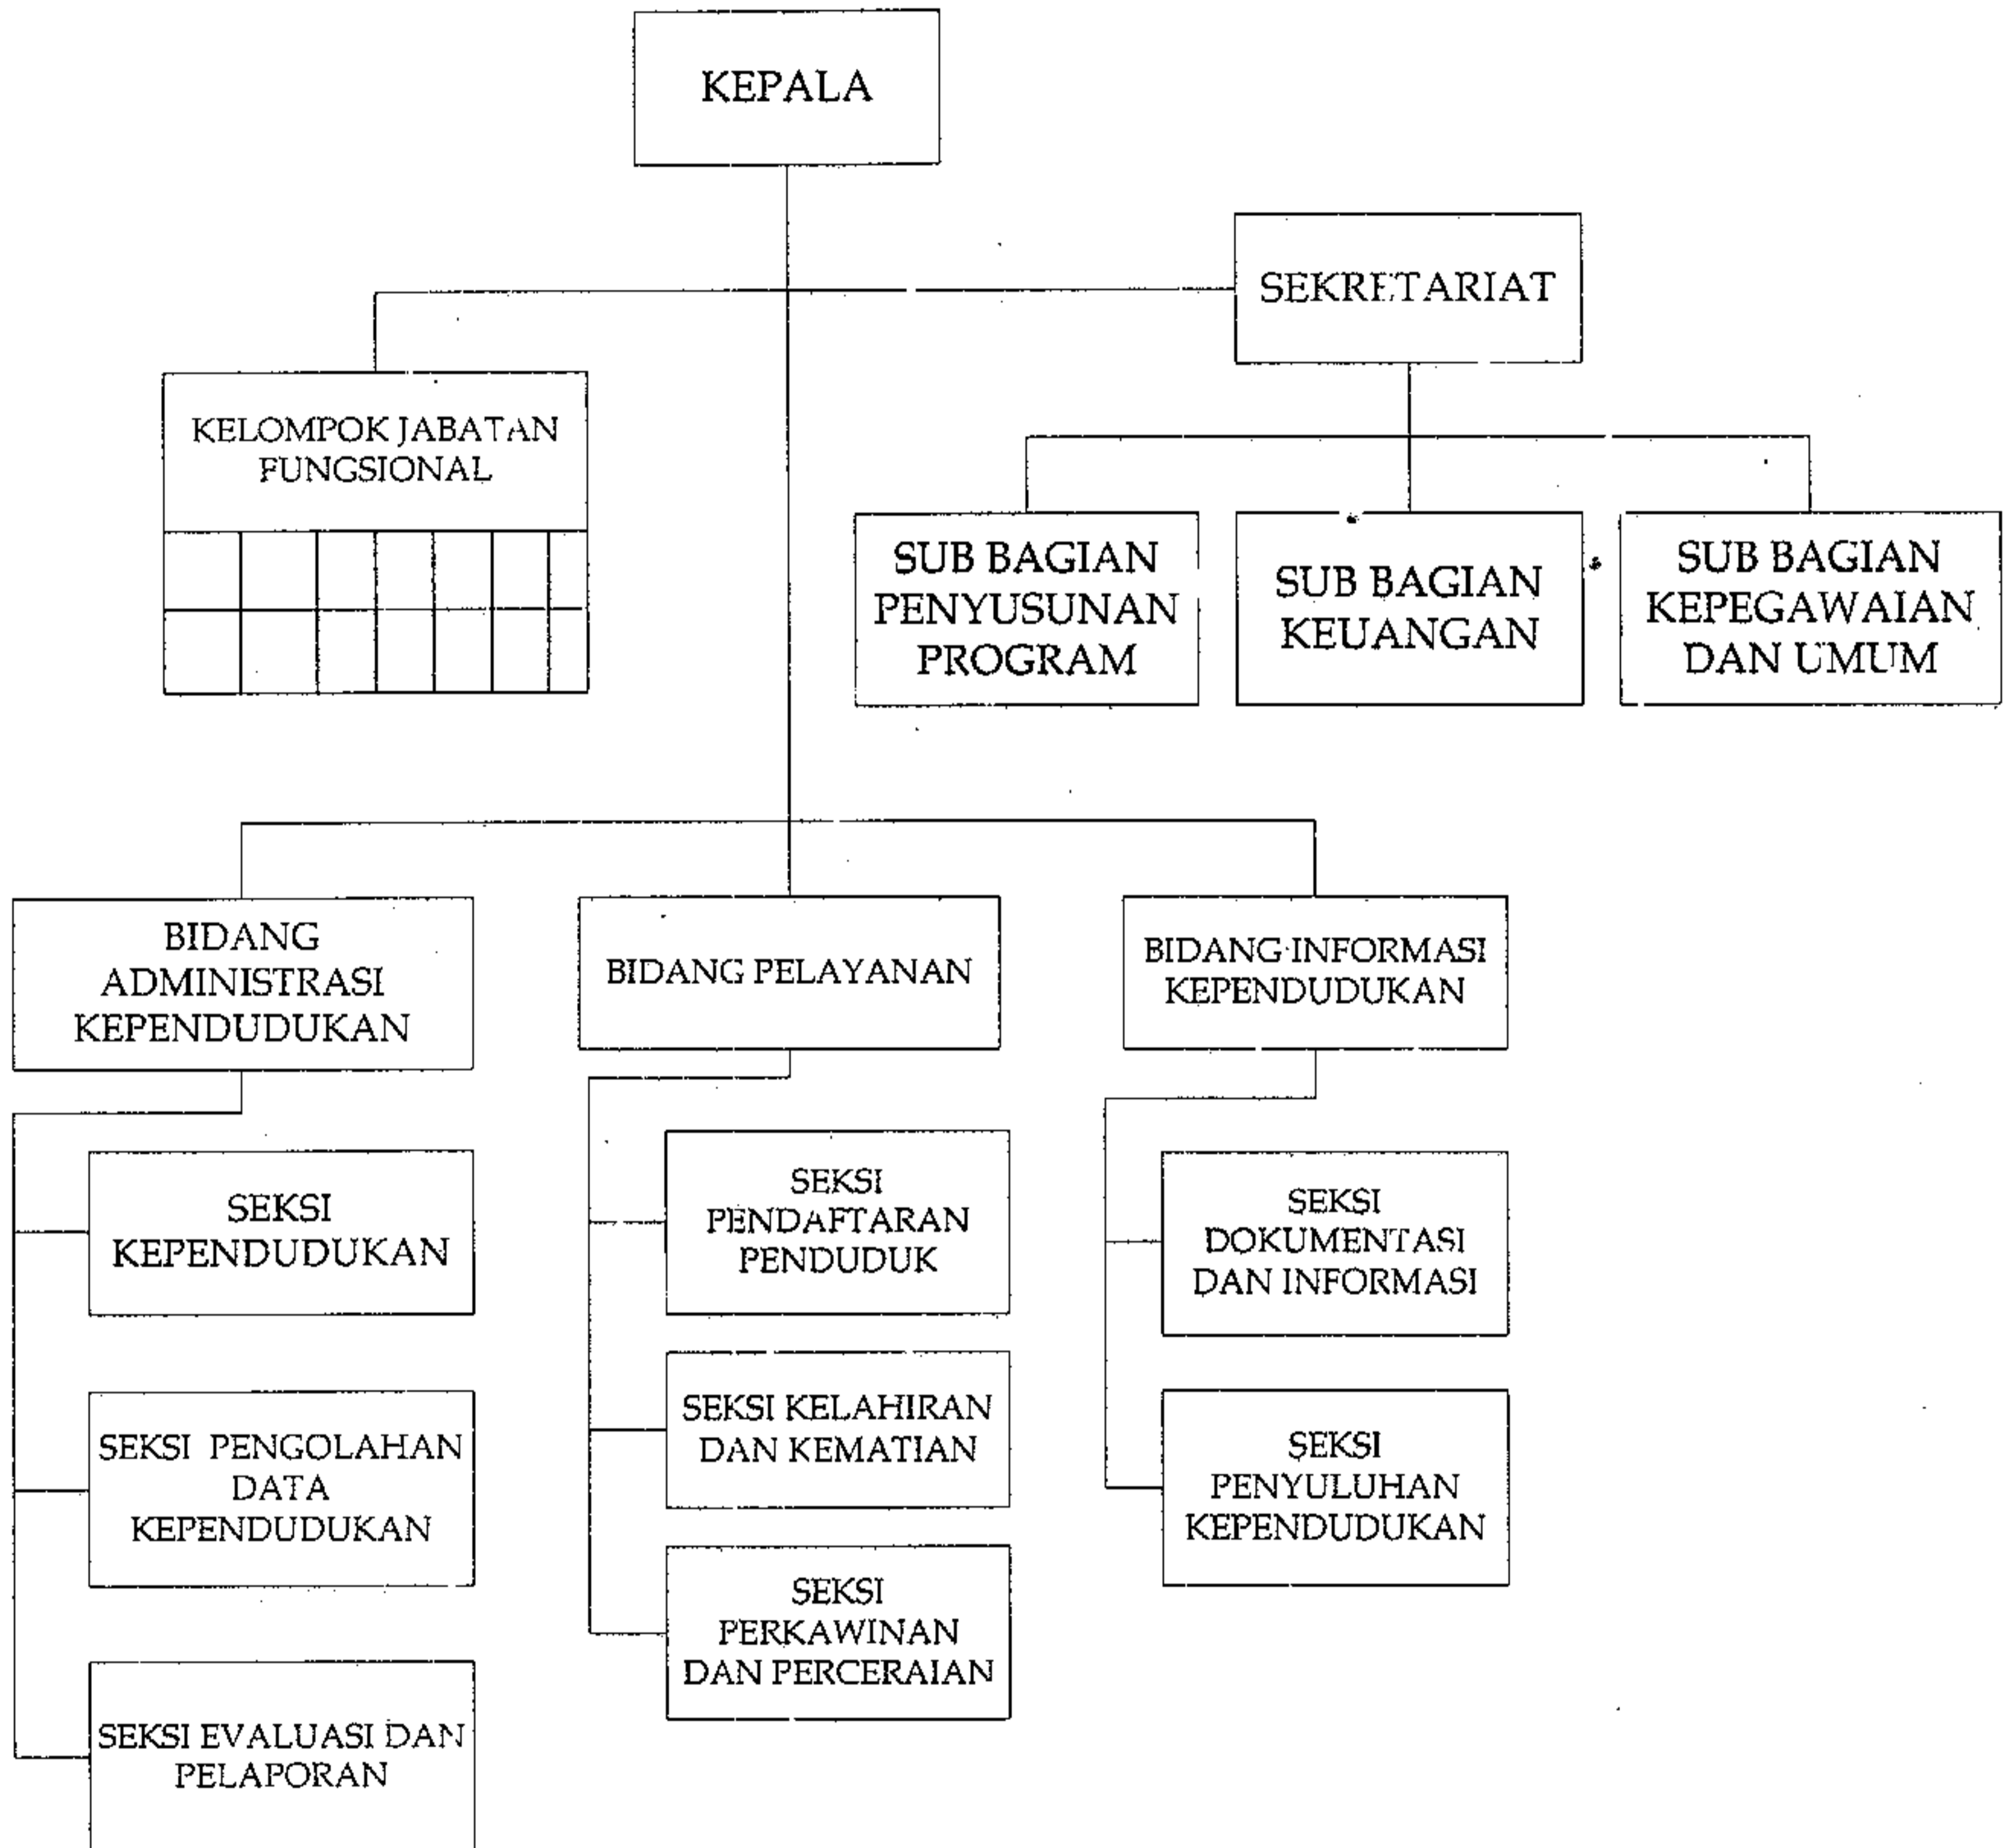 KEPALA
SEKRETARIAT
KELOMPOK JABATAN
FUNGSIONAL
SUB BAGIAN
PENYUSUNAN
PROGRAM
SUB BAGIAN
KEUANGAN
SUB BAGIAN
KEPEGAWAIAN
DAN UMUM
BIDANG
ADMINISTRASI
KEPENDUDUKAN
BIDANG PELAYANAN
BIDANG INFORMASI
KEPENDUDUKAN
SEKSI
KEPENDUDUKAN
SEKSI PENGOLAHAN
DATA
KEPENDUDUKAN
SEKSI EVALUASI DAN
PELAPORAN
SEKSI
PENDAFTARAN
PENDUDUK
SEKSI KELAHIRAN
DAN KEMATIAN
SEKSI
PERKAWINAN
DAN PERCERAIAN
SEKSI
DOKUMENTASI
DAN INFORMASI
SEKSI
PENYULUHAN
KEPENDUDUKAN